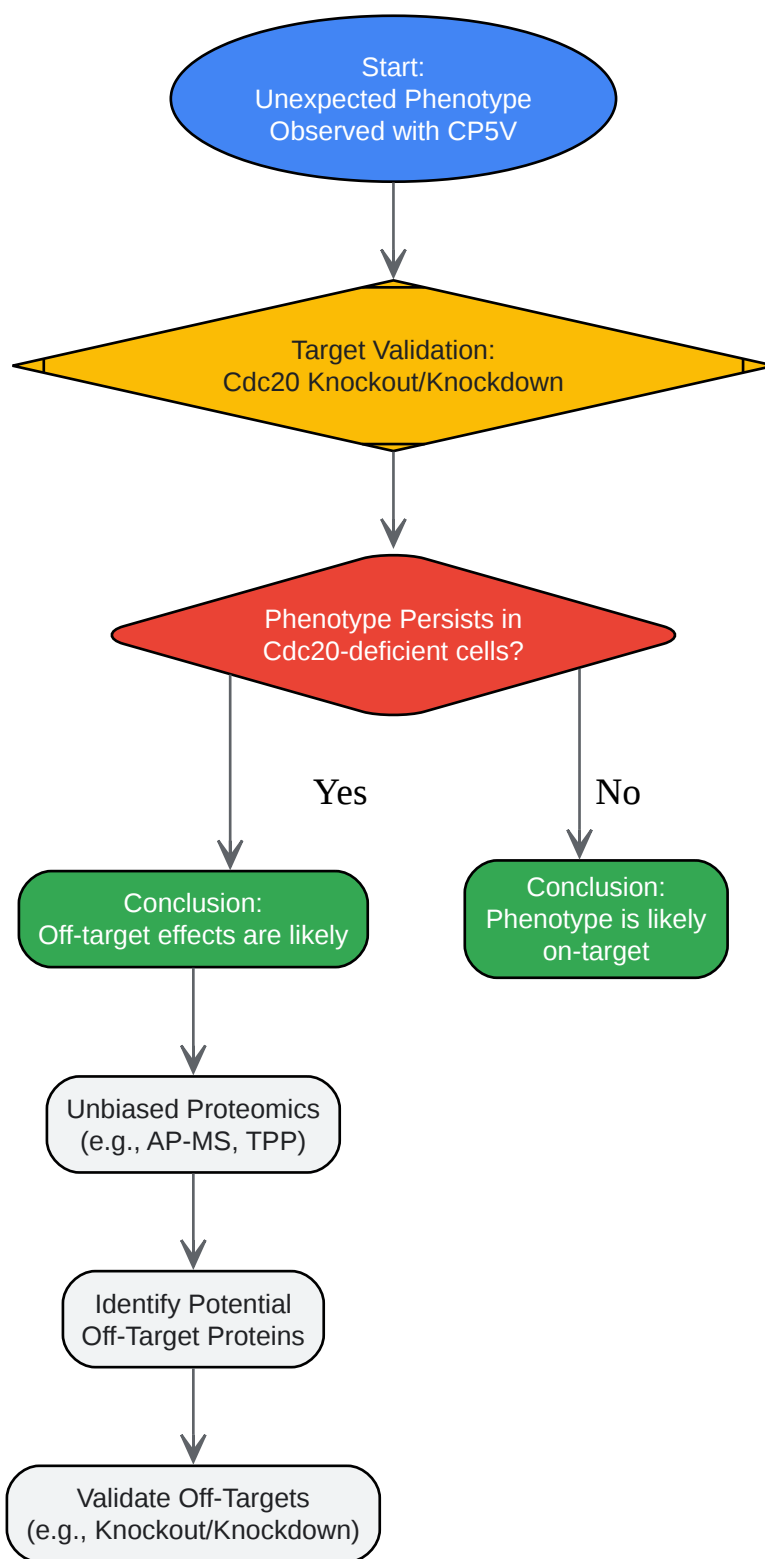 Start:
Unexpected Phenotype
Observed with CP5V
Target Validation:
Cdc20 Knockout/Knockdown
Phenotype Persists in
Cdc20-deficient cells?
Yes
No
Conclusion:
Off-target effects are likely
Conclusion:
Phenotype is likely
on-target
Unbiased Proteomics
(e.g., AP-MS, TPP)
Identify Potential
Off-Target Proteins
Validate Off-Targets
(e.g., Knockout/Knockdown)